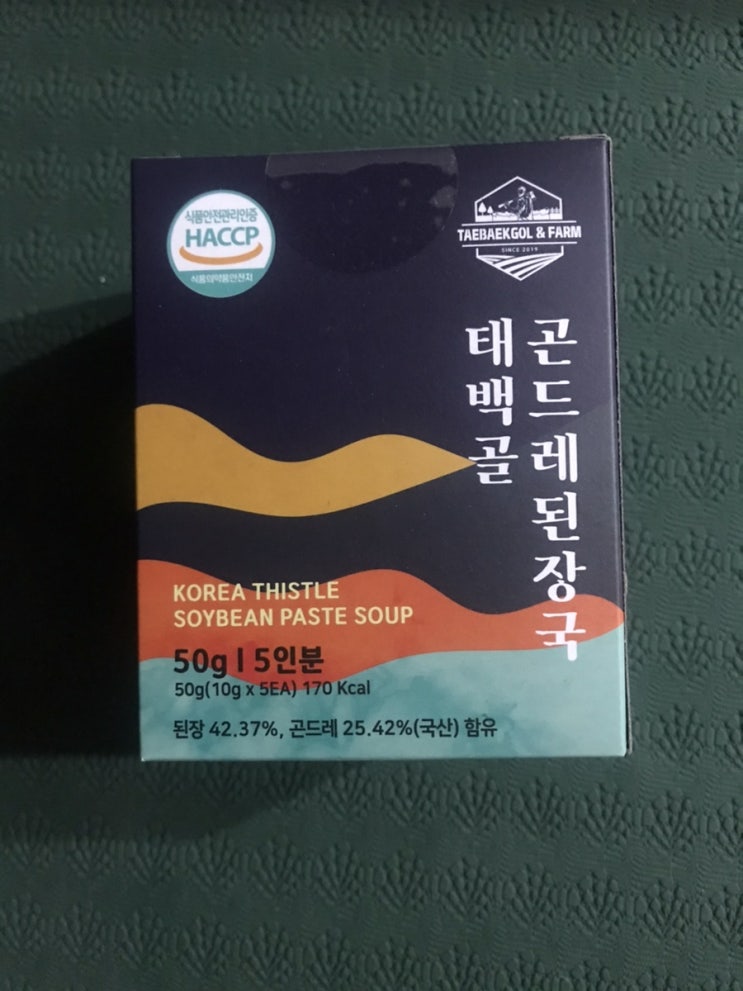 식품안전관리인증
HACCP
식품의약품안전처
TAEBAEKGOL & FARM
SINCE 2019
태백골
곤드레된장국
KOREA THISTLE
SOYBEAN PASTE SOUP
50g | 5인분
50g(10g x 5EA) 170 Kcal
된장 42.37%, 곤드레 25.42%(국산) 함유